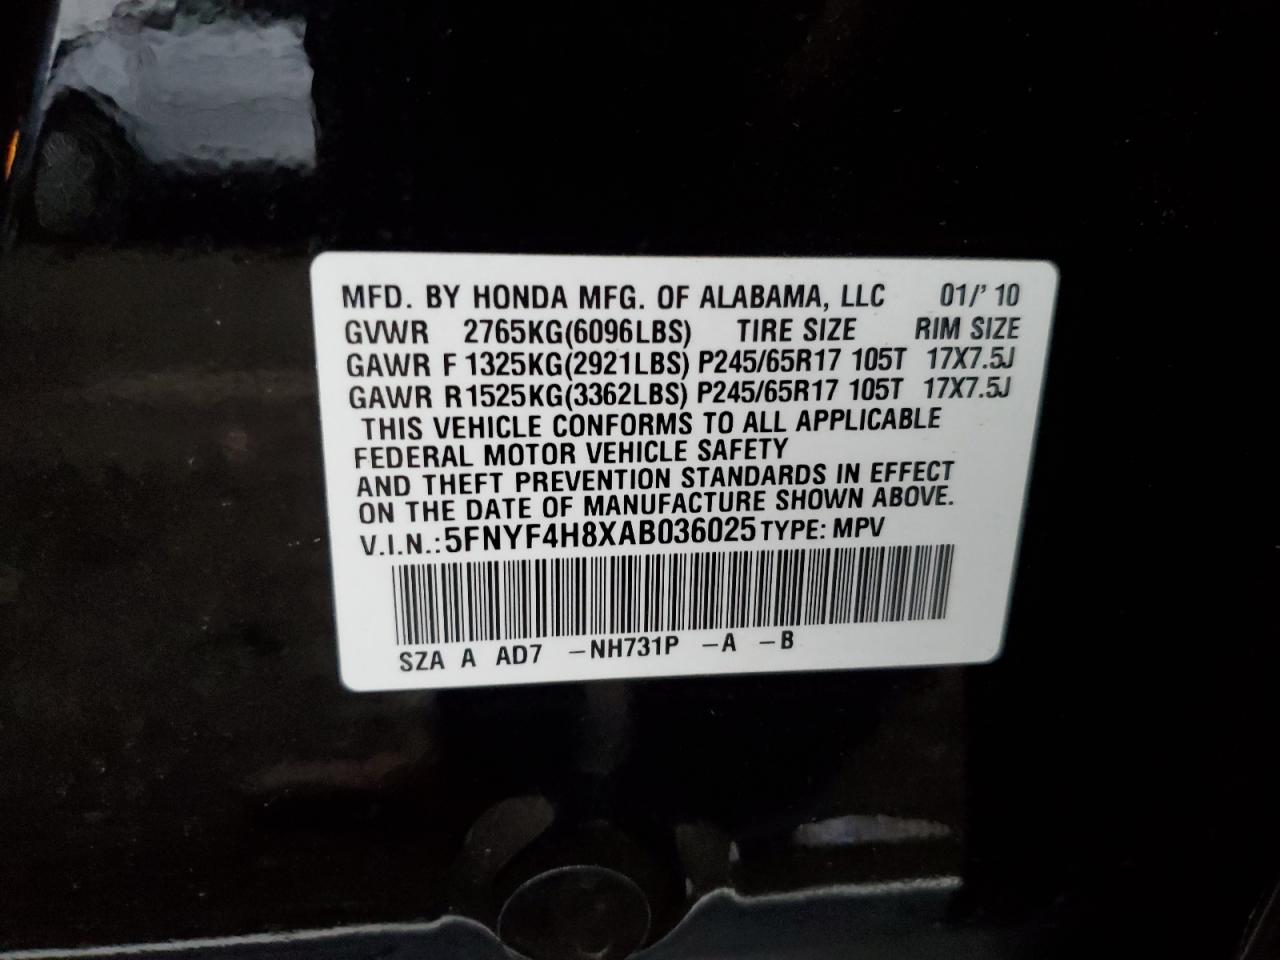 MFD. BY HONDA MFG. OF ALABAMA, LLC 01/'10
GVWR 2765KG(6096LBS) TIRE SIZE RIM SIZE
GAWR F 1325KG(2921LBS) P245/65R17 105T 17X7.5J
GAWR R 1525KG(3362LBS) P245/65R17 105T 17X7.5J
THIS VEHICLE CONFORMS TO ALL APPLICABLE
FEDERAL MOTOR VEHICLE SAFETY
AND THEFT PREVENTION STANDARDS IN EFFECT
ON THE DATE OF MANUFACTURE SHOWN ABOVE.
V.I.N.:5FNYF4H8XAB036025 TYPE: MPV
SZA A AD7 -NH731P -A -B